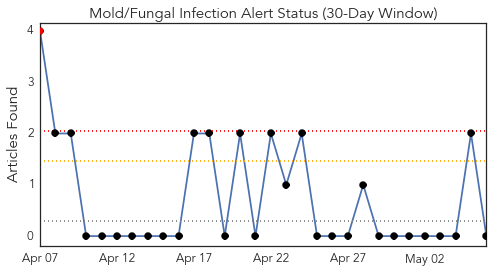 Mold/Fungal Infection Alert Status (30-Day Window)
Articles Found
4
3
2
1
0
Apr 07
Apr 12
Apr 17
Apr 22
Apr 27
May 02